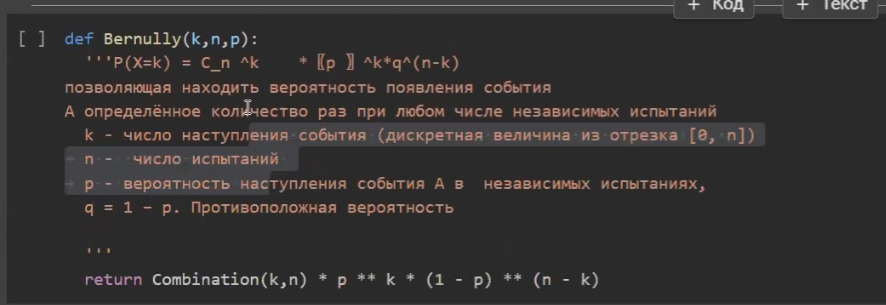 + Код + Текст
[ ] def Bernully(k,n,p):
'''P(X=k) = C_n ^k * 〖p 〗^k*q^(n-k)
позволяющая находить вероятность появления события
А определённое количество раз при любом числе независимых испытаний
k - число наступления события (дискретная величина из отрезка [0, n])
n - число испытаний
p - вероятность наступления события А в независимых испытаниях,
q = 1 − p. Противоположная вероятность
'''
return Combination(k,n) * p ** k * (1 - p) ** (n - k)